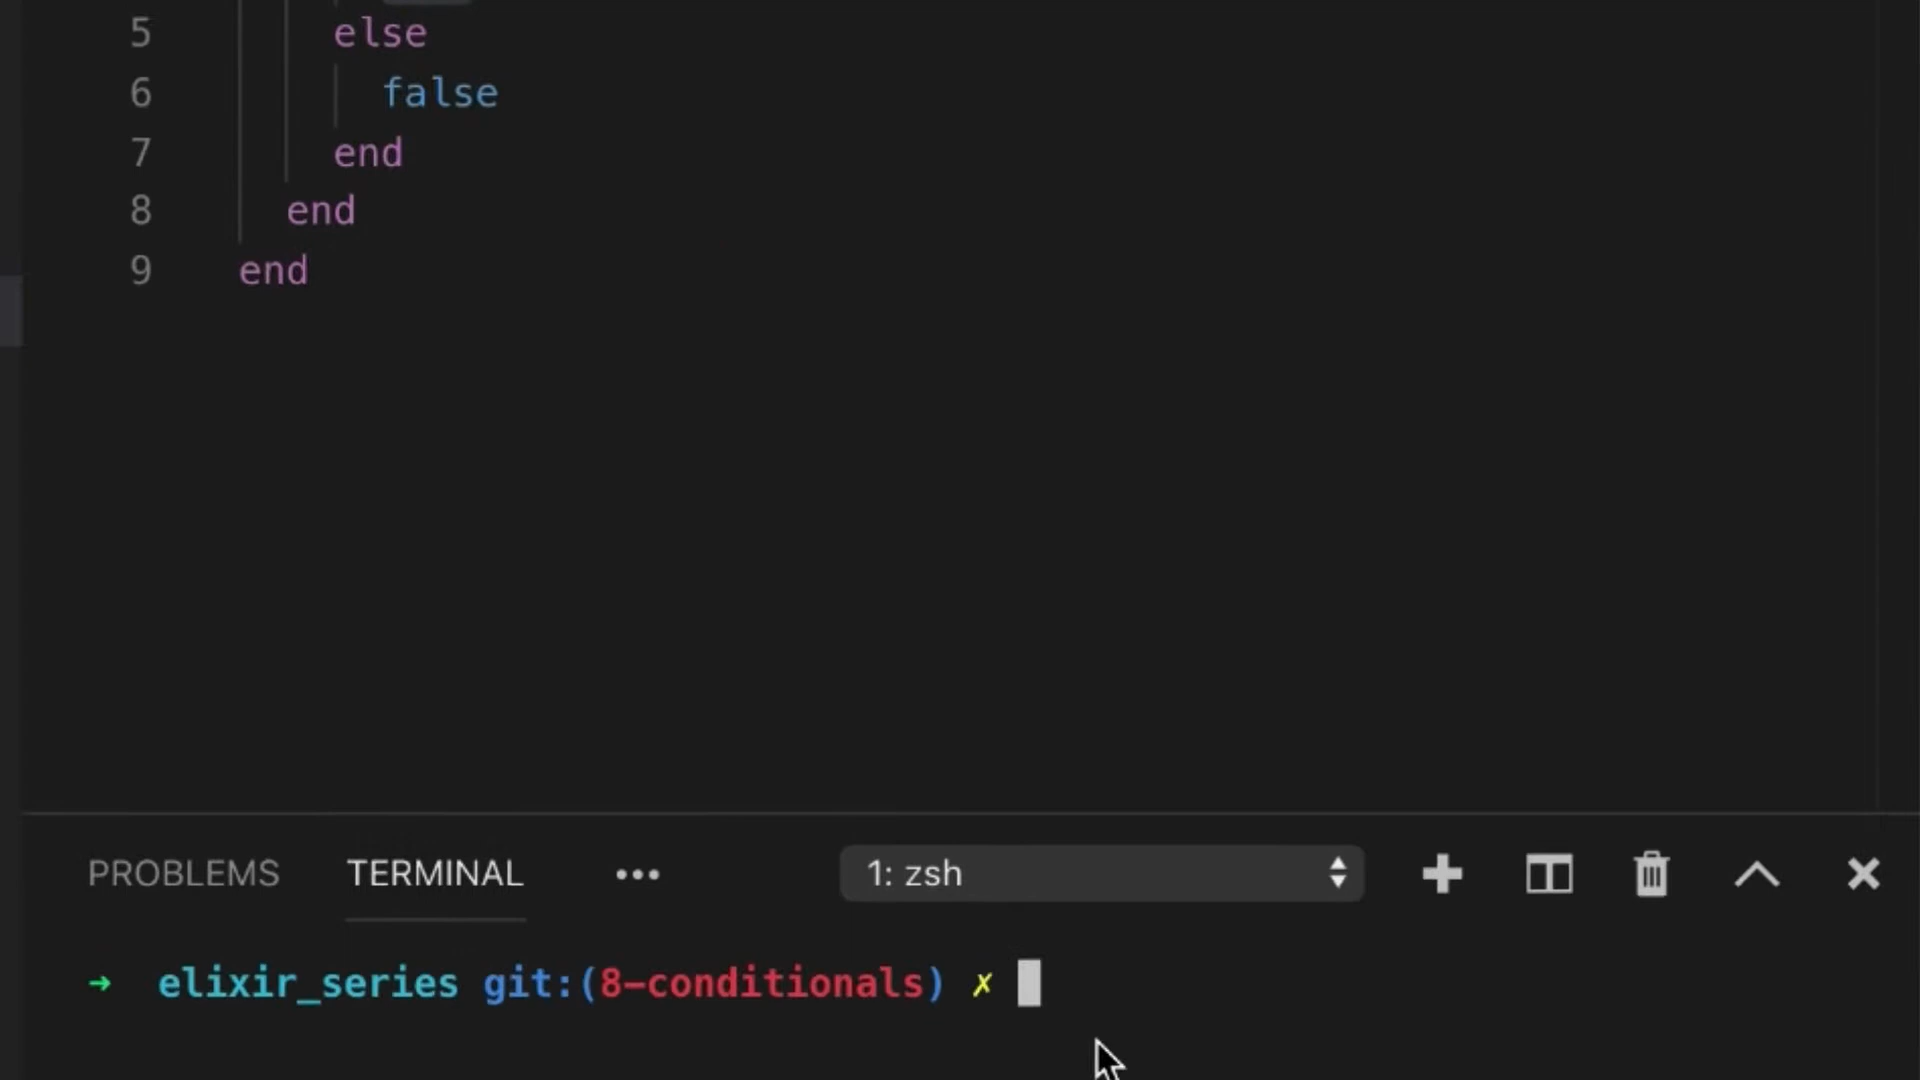 5 else
6 false
7 end
8 end
9 end
PROBLEMS TERMINAL ••• 1: zsh
➜ elixir_series git:(8-conditionals) ✗